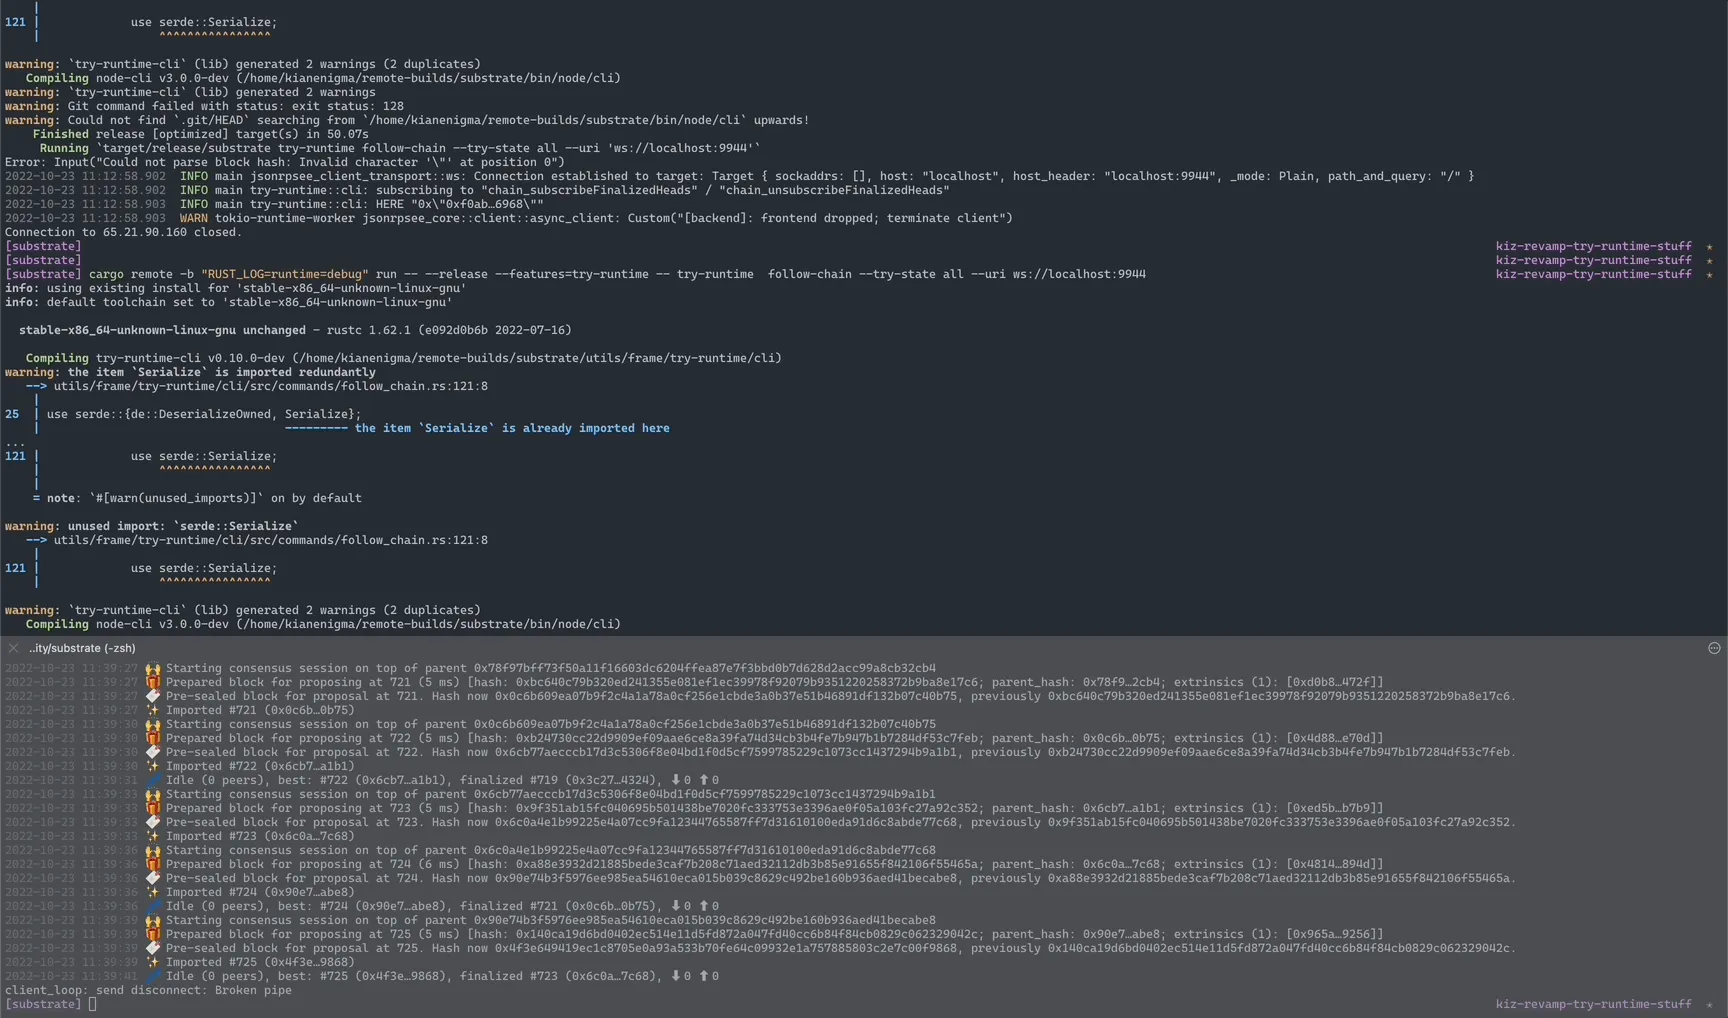 |
121 | use serde::Serialize;
| ^^^^^^^^^^^^^^^^
warning: `try-runtime-cli` (lib) generated 2 warnings (2 duplicates)
Compiling node-cli v3.0.0-dev (/home/kianenigma/remote-builds/substrate/bin/node/cli)
warning: `try-runtime-cli` (lib) generated 2 warnings
warning: Git command failed with status: exit status: 128
warning: Could not find `.git/HEAD` searching from `/home/kianenigma/remote-builds/substrate/bin/node/cli` upwards!
Finished release [optimized] target(s) in 50.07s
Running `target/release/substrate try-runtime follow-chain --try-state all --uri 'ws://localhost:9944'`
Error: Input("Could not parse block hash: Invalid character '\"' at position 0")
2022-10-23 11:12:58.902 INFO main jsonrpsee_client_transport::ws: Connection established to target: Target { sockaddrs: [], host: "localhost", host_header: "localhost:9944", _mode: Plain, path_and_query: "/" }
2022-10-23 11:12:58.902 INFO main try-runtime::cli: subscribing to "chain_subscribeFinalizedHeads" / "chain_unsubscribeFinalizedHeads"
2022-10-23 11:12:58.903 INFO main try-runtime::cli: HERE "0x\"0xf0ab…6968\""
2022-10-23 11:12:58.903 WARN tokio-runtime-worker jsonrpsee_core::client::async_client: Custom("[backend]: frontend dropped; terminate client")
Connection to 65.21.90.160 closed.
[substrate] kiz-revamp-try-runtime-stuff *
[substrate] kiz-revamp-try-runtime-stuff *
[substrate] cargo remote -b "RUST_LOG=runtime=debug" run -- --release --features=try-runtime -- try-runtime follow-chain --try-state all --uri ws://localhost:9944 kiz-revamp-try-runtime-stuff *
info: using existing install for 'stable-x86_64-unknown-linux-gnu'
info: default toolchain set to 'stable-x86_64-unknown-linux-gnu'
stable-x86_64-unknown-linux-gnu unchanged - rustc 1.62.1 (e092d0b6b 2022-07-16)
Compiling try-runtime-cli v0.10.0-dev (/home/kianenigma/remote-builds/substrate/utils/frame/try-runtime/cli)
warning: the item `Serialize` is imported redundantly
--> utils/frame/try-runtime/cli/src/commands/follow_chain.rs:121:8
|
25 | use serde::{de::DeserializeOwned, Serialize};
| --------- the item `Serialize` is already imported here
...
121 | use serde::Serialize;
| ^^^^^^^^^^^^^^^^
|
= note: `#[warn(unused_imports)]` on by default
warning: unused import: `serde::Serialize`
--> utils/frame/try-runtime/cli/src/commands/follow_chain.rs:121:8
|
121 | use serde::Serialize;
| ^^^^^^^^^^^^^^^^
warning: `try-runtime-cli` (lib) generated 2 warnings (2 duplicates)
Compiling node-cli v3.0.0-dev (/home/kianenigma/remote-builds/substrate/bin/node/cli)
..ity/substrate (-zsh)
2022-10-23 11:39:27 🙌 Starting consensus session on top of parent 0x78f97bff73f50a11f16603dc6204ffea87e7f3bbd0b7d628d2acc99a8cb32cb4
2022-10-23 11:39:27 🎁 Prepared block for proposing at 721 (5 ms) [hash: 0xbc640c79b320ed241355e081ef1ec39978f92079b9351220258372b9ba8e17c6; parent_hash: 0x78f9…2cb4; extrinsics (1): [0xd0b8…472f]]
2022-10-23 11:39:27 🔖 Pre-sealed block for proposal at 721. Hash now 0x0c6b609ea07b9f2c4a1a78a0cf256e1cbde3a0b37e51b46891df132b07c40b75, previously 0xbc640c79b320ed241355e081ef1ec39978f92079b9351220258372b9ba8e17c6.
2022-10-23 11:39:27 ✨ Imported #721 (0x0c6b…0b75)
2022-10-23 11:39:30 🙌 Starting consensus session on top of parent 0x0c6b609ea07b9f2c4a1a78a0cf256e1cbde3a0b37e51b46891df132b07c40b75
2022-10-23 11:39:30 🎁 Prepared block for proposing at 722 (5 ms) [hash: 0xb24730cc22d9909ef09aae6ce8a39fa74d34cb3b4fe7b947b1b7284df53c7feb; parent_hash: 0x0c6b…0b75; extrinsics (1): [0x4d88…e70d]]
2022-10-23 11:39:30 🔖 Pre-sealed block for proposal at 722. Hash now 0x6cb77aecccb17d3c5306f8e04bd1f0d5cf7599785229c1073cc1437294b9a1b1, previously 0xb24730cc22d9909ef09aae6ce8a39fa74d34cb3b4fe7b947b1b7284df53c7feb.
2022-10-23 11:39:30 ✨ Imported #722 (0x6cb7…a1b1)
2022-10-23 11:39:31 💤 Idle (0 peers), best: #722 (0x6cb7…a1b1), finalized #719 (0x3c27…4324), ⬇ 0 ⬆ 0
2022-10-23 11:39:33 🙌 Starting consensus session on top of parent 0x6cb77aecccb17d3c5306f8e04bd1f0d5cf7599785229c1073cc1437294b9a1b1
2022-10-23 11:39:33 🎁 Prepared block for proposing at 723 (5 ms) [hash: 0x9f351ab15fc040695b501438be7020fc333753e3396ae0f05a103fc27a92c352; parent_hash: 0x6cb7…a1b1; extrinsics (1): [0xed5b…b7b9]]
2022-10-23 11:39:33 🔖 Pre-sealed block for proposal at 723. Hash now 0x6c0a4e1b99225e4a07cc9fa12344765587ff7d31610100eda91d6c8abde77c68, previously 0x9f351ab15fc040695b501438be7020fc333753e3396ae0f05a103fc27a92c352.
2022-10-23 11:39:33 ✨ Imported #723 (0x6c0a…7c68)
2022-10-23 11:39:36 🙌 Starting consensus session on top of parent 0x6c0a4e1b99225e4a07cc9fa12344765587ff7d31610100eda91d6c8abde77c68
2022-10-23 11:39:36 🎁 Prepared block for proposing at 724 (6 ms) [hash: 0xa88e3932d21885bede3caf7b208c71aed32112db3b85e91655f842106f55465a; parent_hash: 0x6c0a…7c68; extrinsics (1): [0x4814…894d]]
2022-10-23 11:39:36 🔖 Pre-sealed block for proposal at 724. Hash now 0x90e74b3f5976ee985ea54610eca015b039c8629c492be160b936aed41becabe8, previously 0xa88e3932d21885bede3caf7b208c71aed32112db3b85e91655f842106f55465a.
2022-10-23 11:39:36 ✨ Imported #724 (0x90e7…abe8)
2022-10-23 11:39:36 💤 Idle (0 peers), best: #724 (0x90e7…abe8), finalized #721 (0x0c6b…0b75), ⬇ 0 ⬆ 0
2022-10-23 11:39:39 🙌 Starting consensus session on top of parent 0x90e74b3f5976ee985ea54610eca015b039c8629c492be160b936aed41becabe8
2022-10-23 11:39:39 🎁 Prepared block for proposing at 725 (5 ms) [hash: 0x140ca19d6bd0402ec514e11d5fd872a047fd40cc6b84f84cb0829c062329042c; parent_hash: 0x90e7…abe8; extrinsics (1): [0x965a…9256]]
2022-10-23 11:39:39 🔖 Pre-sealed block for proposal at 725. Hash now 0x4f3e649419ec1c8705e0a93a533b70fe64c09932e1a757885803c2e7c00f9868, previously 0x140ca19d6bd0402ec514e11d5fd872a047fd40cc6b84f84cb0829c062329042c.
2022-10-23 11:39:39 ✨ Imported #725 (0x4f3e…9868)
2022-10-23 11:39:41 💤 Idle (0 peers), best: #725 (0x4f3e…9868), finalized #723 (0x6c0a…7c68), ⬇ 0 ⬆ 0
client_loop: send disconnect: Broken pipe
[substrate] kiz-revamp-try-runtime-stuff *